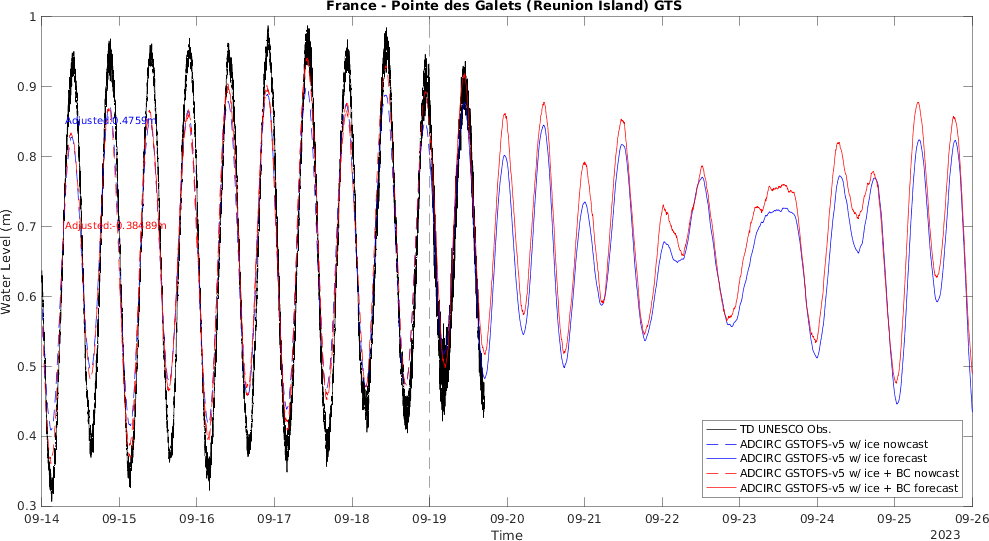 France - Pointe des Galets (Reunion Island) GTS
1
0.9
0.8
0.7
0.6
0.5
0.4
0.3
Water Level (m)
Adjusted:0.4759m
Adjusted:-0.38489m
TD UNESCO Obs.
ADCIRC GSTOFS-v5 w/ ice nowcast
ADCIRC GSTOFS-v5 w/ ice forecast
ADCIRC GSTOFS-v5 w/ ice + BC nowcast
ADCIRC GSTOFS-v5 w/ ice + BC forecast
09-14 09-15 09-16 09-17 09-18 09-19 09-20 09-21 09-22 09-23 09-24 09-25 09-26
Time
2023